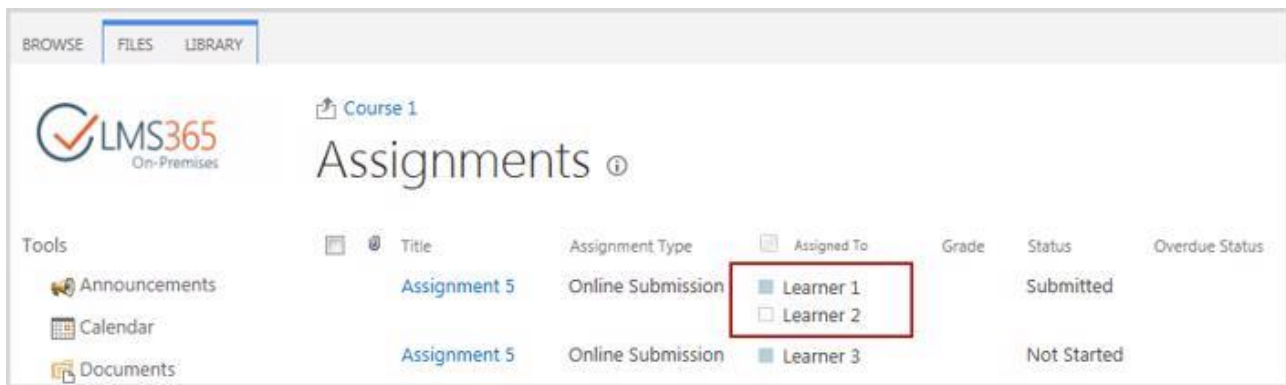 BROWSE FILES LIBRARY
LMS365
On-Premises
Course 1
Assignments
Tools
Announcements
Calendar
Documents
Title Assignment Type Assigned To Grade Status Overdue Status
Assignment 5 Online Submission Learner 1 Submitted
Learner 2
Assignment 5 Online Submission Learner 3 Not Started